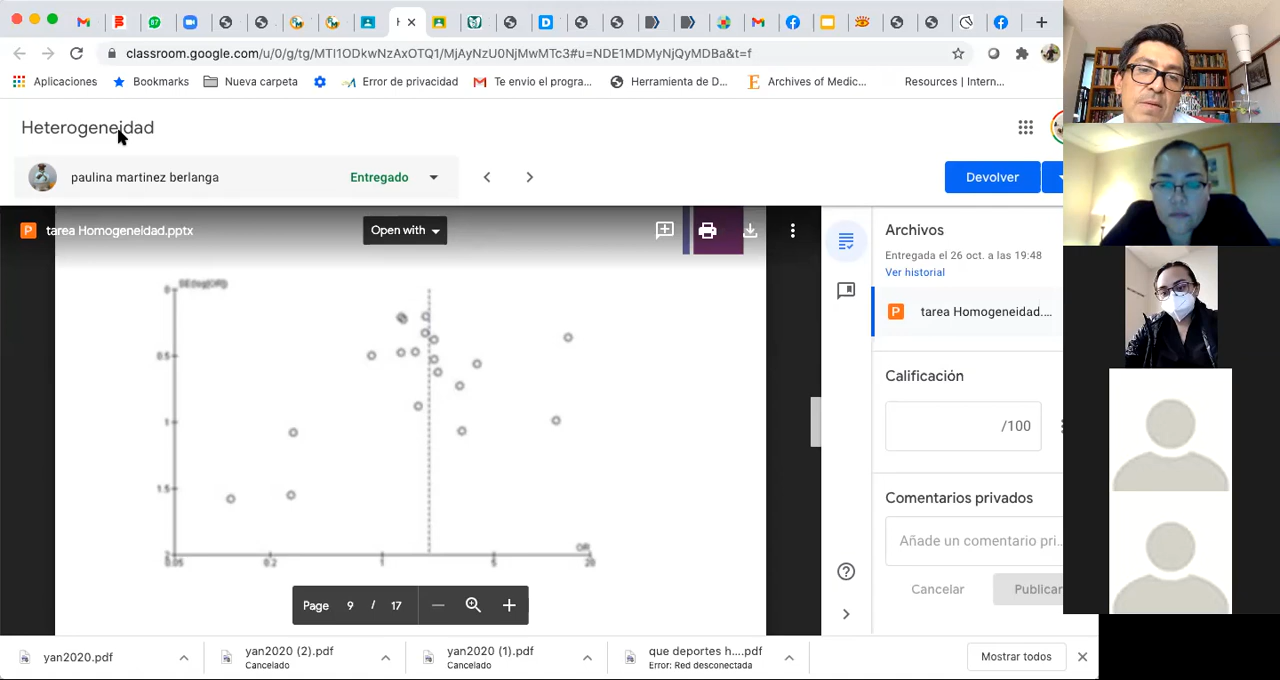 classroom.google.com/u/0/g/tg/MTI1ODkwNzAxOTQ1/MjAyNzU0NjMwMTc3#u=NDE1MDMyNjQyMDBa&t=f
Aplicaciones Bookmarks Nueva carpeta Error de privacidad Te envio el progra... Herramienta de D... Archives of Medic... Resources | Intern...
Heterogeneidad
paulina martinez berlanga Entregado Devolver
tarea Homogeneidad.pptx Open with
Archivos
Entregada el 26 oct. a las 19:48
Ver historial
tarea Homogeneidad....
Calificación
/100
Comentarios privados
Añade un comentario pri...
Cancelar Publicar
SE(log[OR])
0
0.5
1
1.5
2
0.05 0.2 1 5 20
OR
Page 9 / 17
yan2020.pdf
yan2020 (2).pdf
Cancelado
yan2020 (1).pdf
Cancelado
que deportes h....pdf
Error: Red desconectada
Mostrar todos